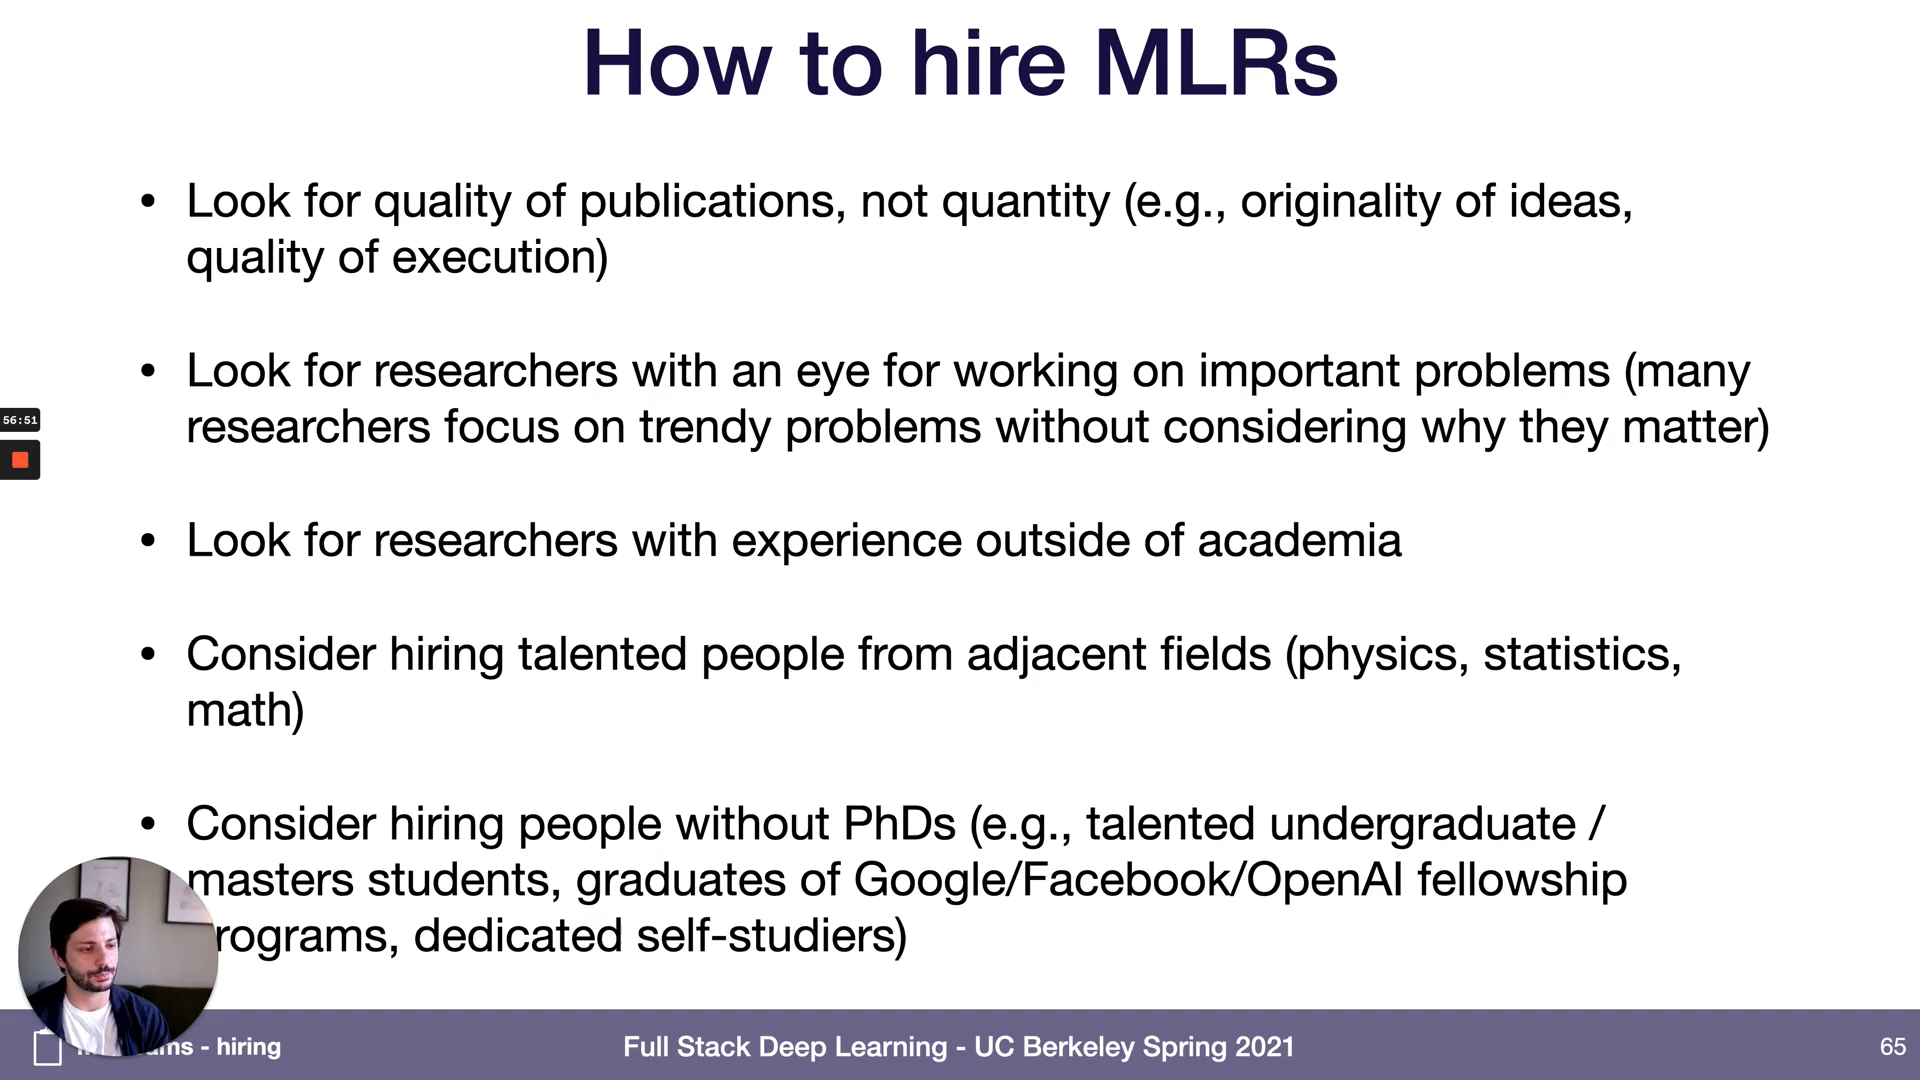 How to hire MLRs
• Look for quality of publications, not quantity (e.g., originality of ideas,
quality of execution)
• Look for researchers with an eye for working on important problems (many
researchers focus on trendy problems without considering why they matter)
56:51
• Look for researchers with experience outside of academia
• Consider hiring talented people from adjacent fields (physics, statistics,
math)
• Consider hiring people without PhDs (e.g., talented undergraduate /
masters students, graduates of Google/Facebook/OpenAI fellowship
rograms, dedicated self-studiers)
- hiring
Full Stack Deep Learning - UC Berkeley Spring 2021
65